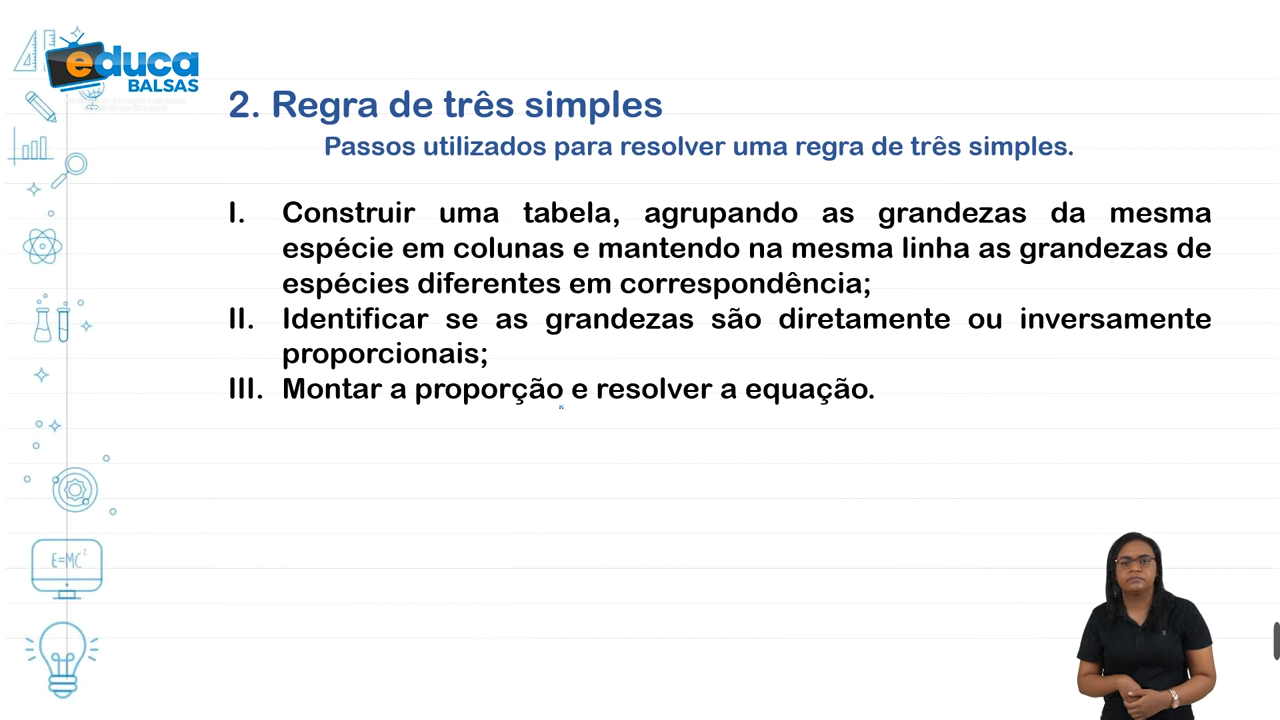 educa
BALSAS
2. Regra de três simples
Passos utilizados para resolver uma regra de três simples.
I. Construir uma tabela, agrupando as grandezas da mesma
espécie em colunas e mantendo na mesma linha as grandezas de
espécies diferentes em correspondência;
II. Identificar se as grandezas são diretamente ou inversamente
proporcionais;
III. Montar a proporção e resolver a equação.
E=MC²